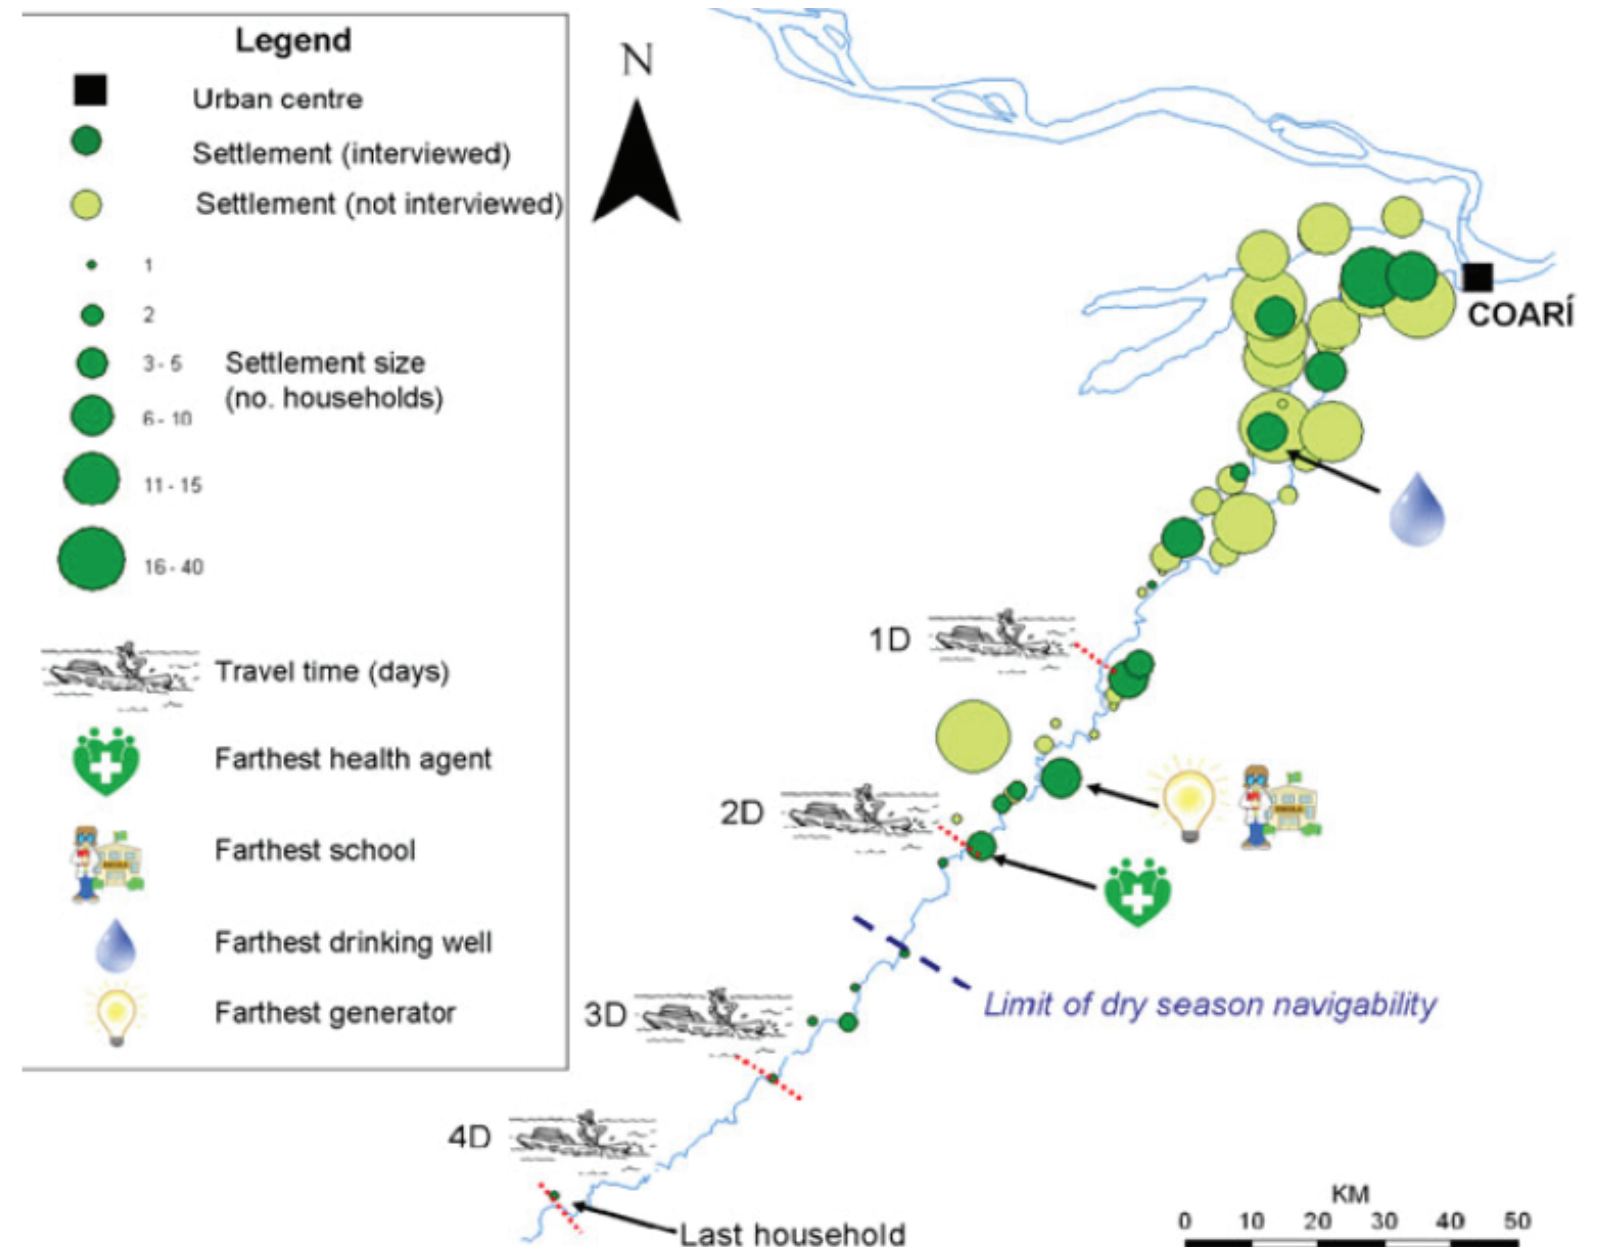 Legend
Urban centre
Settlement (interviewed)
Settlement (not interviewed)
1
2
3 - 5
Settlement size
(no. households)
6 - 10
11 - 15
16 - 40
Travel time (days)
Farthest health agent
Farthest school
Farthest drinking well
Farthest generator
N
COARÍ
1D
2D
Limit of dry season navigability
3D
4D
Last household
KM
0 10 20 30 40 50